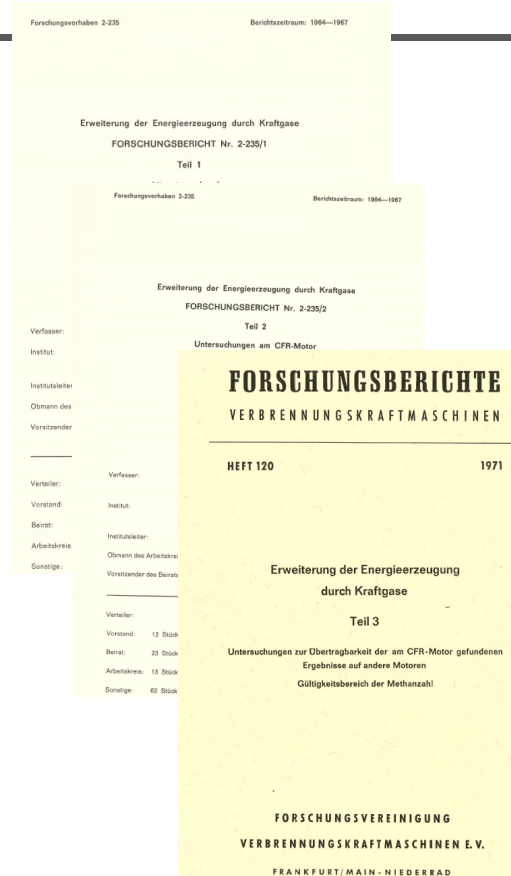 Forschungsvorhaben 2-235 Berichtszeitraum: 1964—1967
Erweiterung der Energieerzeugung durch Kraftgase
FORSCHUNGSBERICHT Nr. 2-235/1
Teil 1
Verfasser:
Institut:
Institutsleiter
Obmann des
Vorsitzender
Verteiler:
Vorstand:
Beirat:
Arbeitskreis
Sonstige:
Forschungsvorhaben 2-235 Berichtszeitraum: 1964—1967
Erweiterung der Energieerzeugung durch Kraftgase
FORSCHUNGSBERICHT Nr. 2-235/2
Teil 2
Untersuchungen am CFR-Motor
Verfasser:
Institut:
Institutsleiter:
Obmann des Arbeitskrei
Vorsitzender des Beirats
Verteiler:
Vorstand: 12 Stück
Beirat: 23 Stück
Arbeitskreis: 13 Stück
Sonstige: 62 Stück
FORSCHUNGSBERICHTE
VERBRENNUNGSKRAFTMASCHINEN
HEFT 120 1971
Erweiterung der Energieerzeugung
durch Kraftgase
Teil 3
Untersuchungen zur Übertragbarkeit der am CFR-Motor gefundenen
Ergebnisse auf andere Motoren
Gültigkeitsbereich der Methanzahl
FORSCHUNGSVEREINIGUNG
VERBRENNUNGSKRAFTMASCHINEN E.V.
FRANKFURT/MAIN-NIEDERRAD